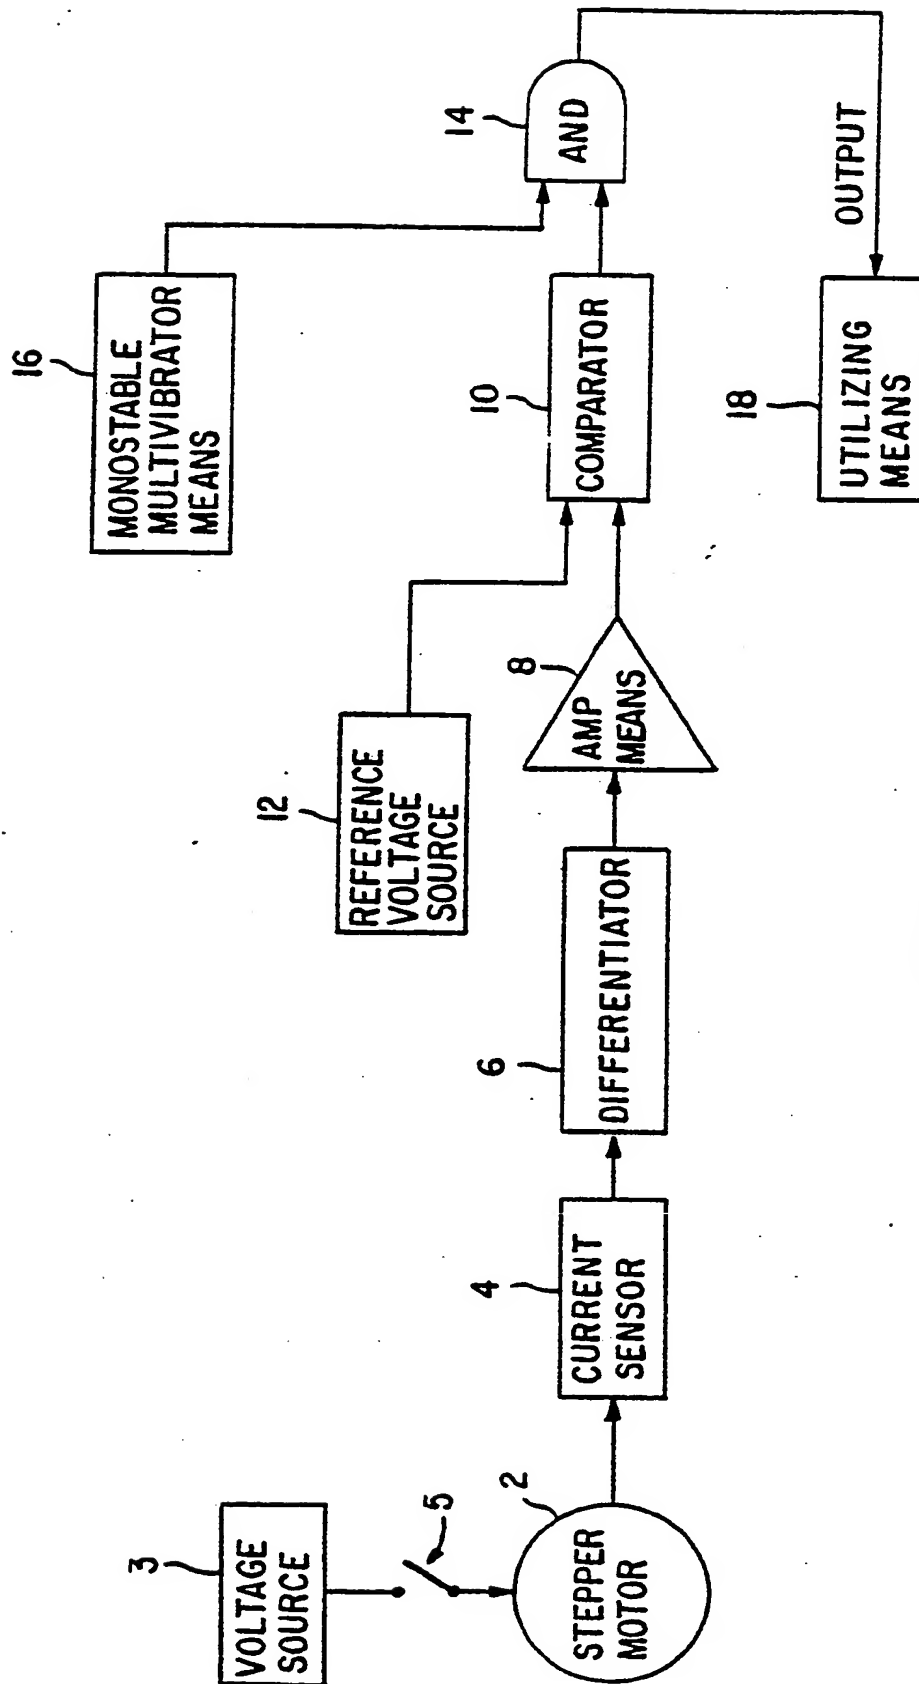 3
VOLTAGE
SOURCE
5
2
STEPPER
MOTOR
4
CURRENT
SENSOR
6
DIFFERENTIATOR
12
REFERENCE
VOLTAGE
SOURCE
8
AMP
MEANS
16
MONOSTABLE
MULTIVIBRATOR
MEANS
10
COMPARATOR
14
AND
OUTPUT
18
UTILIZING
MEANS